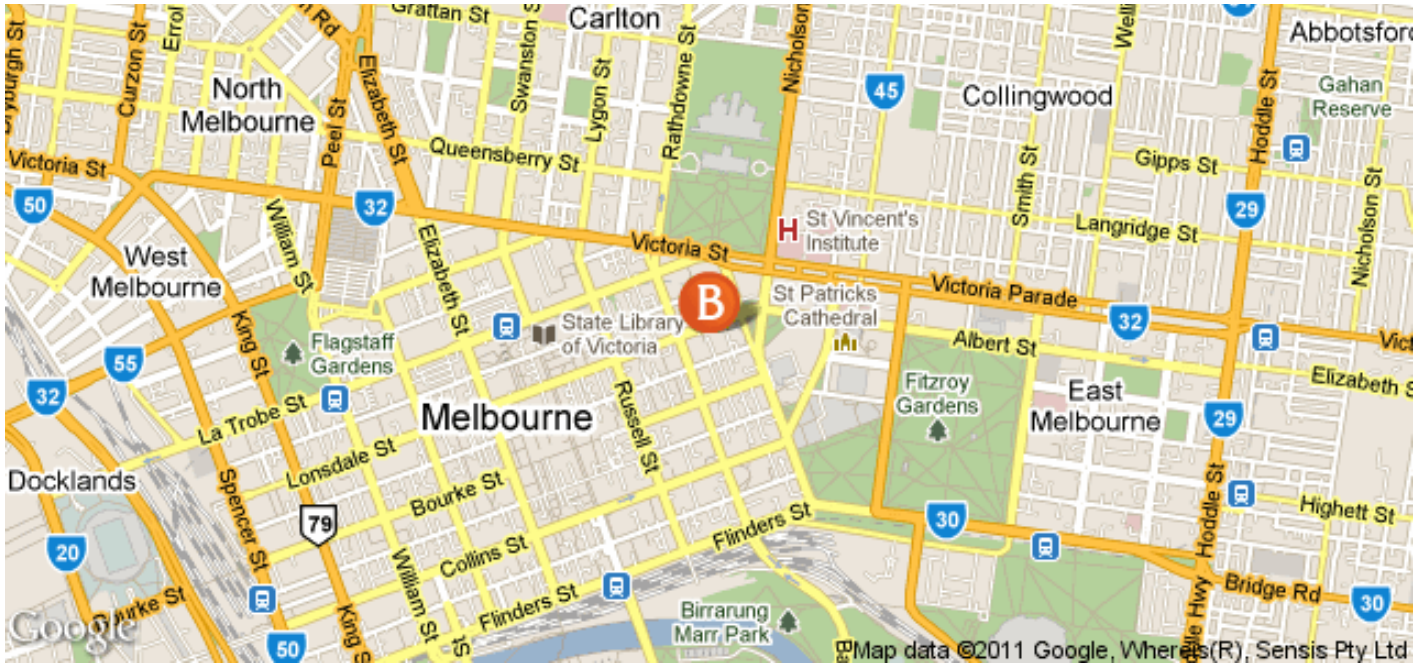 Grattan St
Carlton
Nicholson
Abbotsford
Errol
Curzon St
Elizabeth St
Swanston St
Lygon St
Rathdowne St
45
Collingwood
Gahan
Reserve
Hoddle St
North
Melbourne
Peel St
Queensberry St
Gipps St
Smith St
Victoria St
50
32
William St
Elizabeth St
Victoria St
H
St Vincent's
Institute
Langridge St
29
Nicholson St
West
Melbourne
B
St Patricks
Cathedral
Victoria Parade
32
King St
Flagstaff
Gardens
State Library
of Victoria
Albert St
Elizabeth S
55
32
La Trobe St
Melbourne
Russell St
Fitzroy
Gardens
East
Melbourne
29
Docklands
Lonsdale St
Bourke St
Spencer St
79
Hoddle St
Highett St
20
Collins St
Flinders St
30
William St
Bourke St
King St
Flinders St
Birrarung
Marr Park
Bridge Rd
30
50
Google
Map data ©2011 Google, Whereis(R), Sensis Pty Ltd